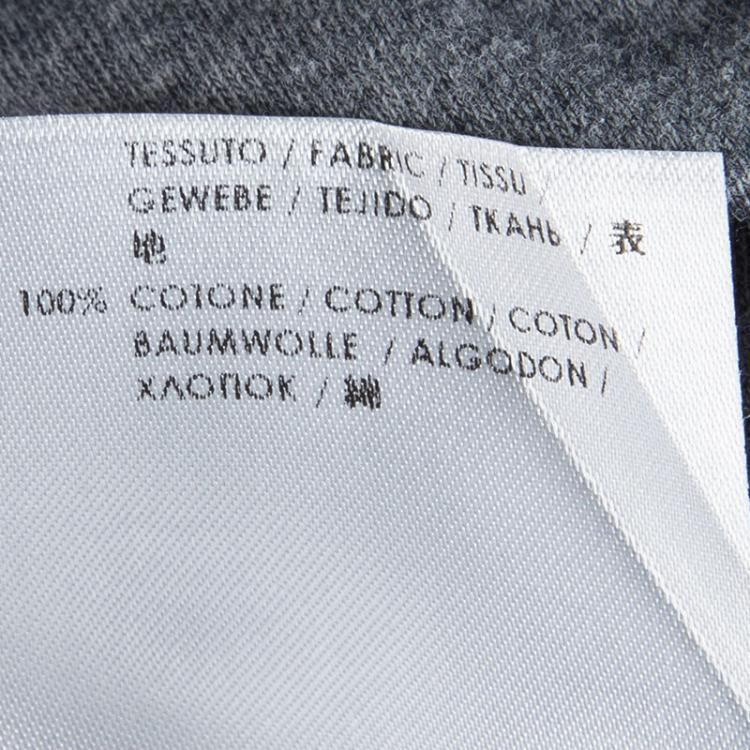 TESSUTO / FABRIC / TISSU /
GEWEBE / TEJIDO / ТКАНЬ / 表
地
100% COTONE / COTTON / COTON /
BAUMWOLLE / ALGODON /
ХЛОПОК / 綿